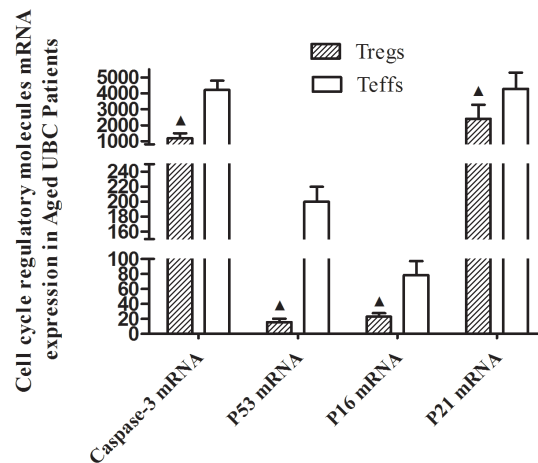 Cell cycle regulatory molecules mRNA
expression in Aged UBC Patients
Tregs
Teffs
5000
4000
3000
2000
1000
240
200
180
160
100
80
60
40
20
0
▲
▲
▲
▲
Caspase-3 mRNA
P53 mRNA
P16 mRNA
P21 mRNA